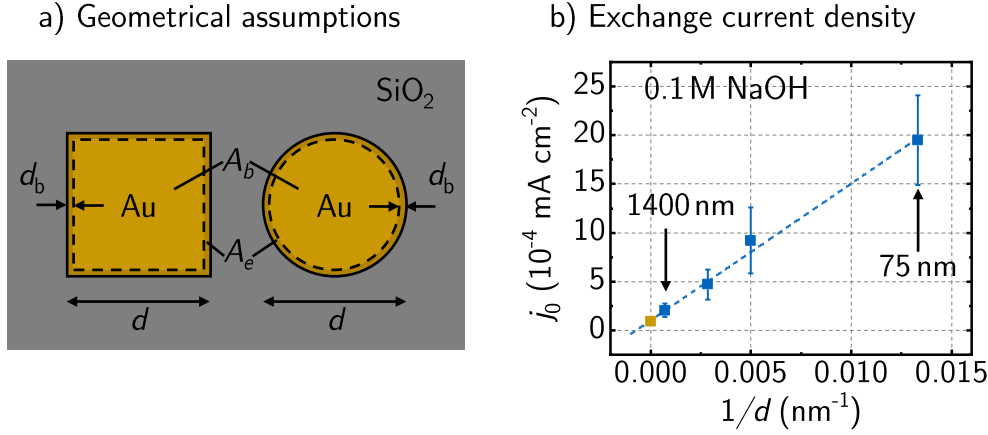 a) Geometrical assumptions
SiO₂
d_b
A_b
d_b
Au
Au
A_e
d
d
b) Exchange current density
0.1 M NaOH
25
20
15
10
5
0
j₀ (10⁻⁴ mA cm⁻²)
1400 nm
75 nm
0.000
0.005
0.010
0.015
1/d (nm⁻¹)